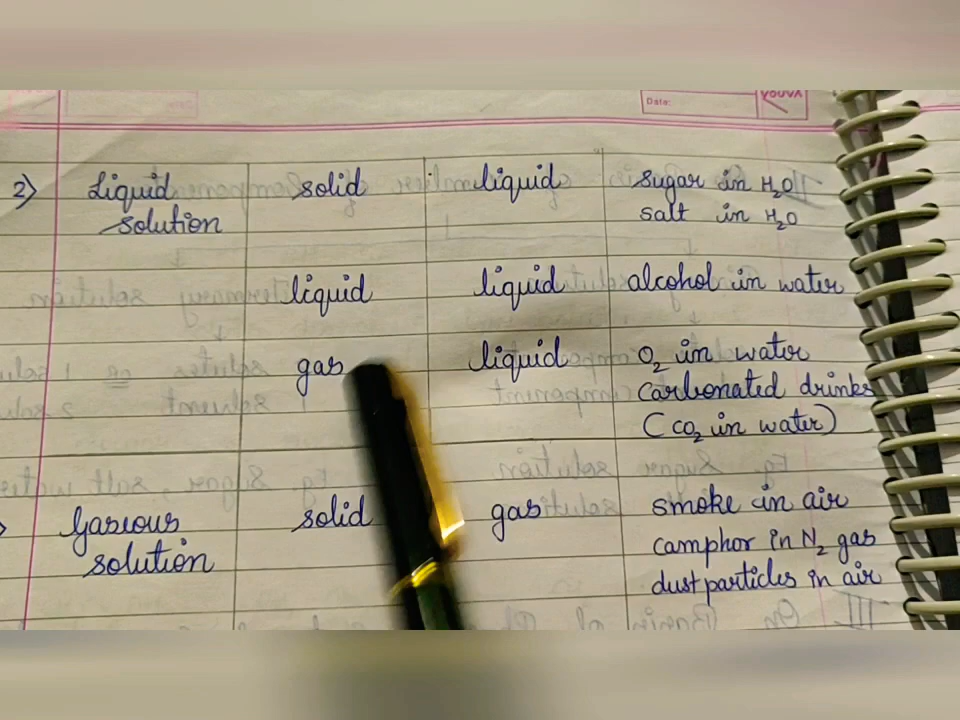 Date:
YOUVA
2) Liquid solid liquid sugar in H2O
solution salt in H2O
liquid liquid alcohol in water
gas liquid O2 in water
carbonated drinks
(CO2 in water)
Gaseous solid gas smoke in air
solution camphor in N2 gas
dust particles in air